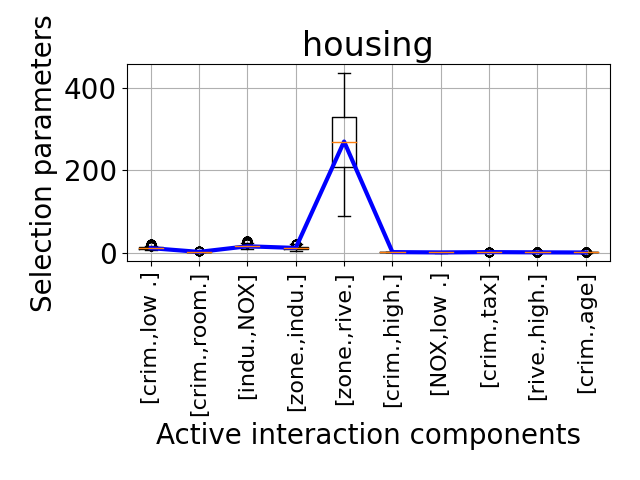 housing
Selection parameters
400
200
0
[crim.,low .]
[crim.,room.]
[indu.,NOX]
[zone.,indu.]
[zone.,rive.]
[crim.,high.]
[NOX,low .]
[crim.,tax]
[rive.,high.]
[crim.,age]
Active interaction components